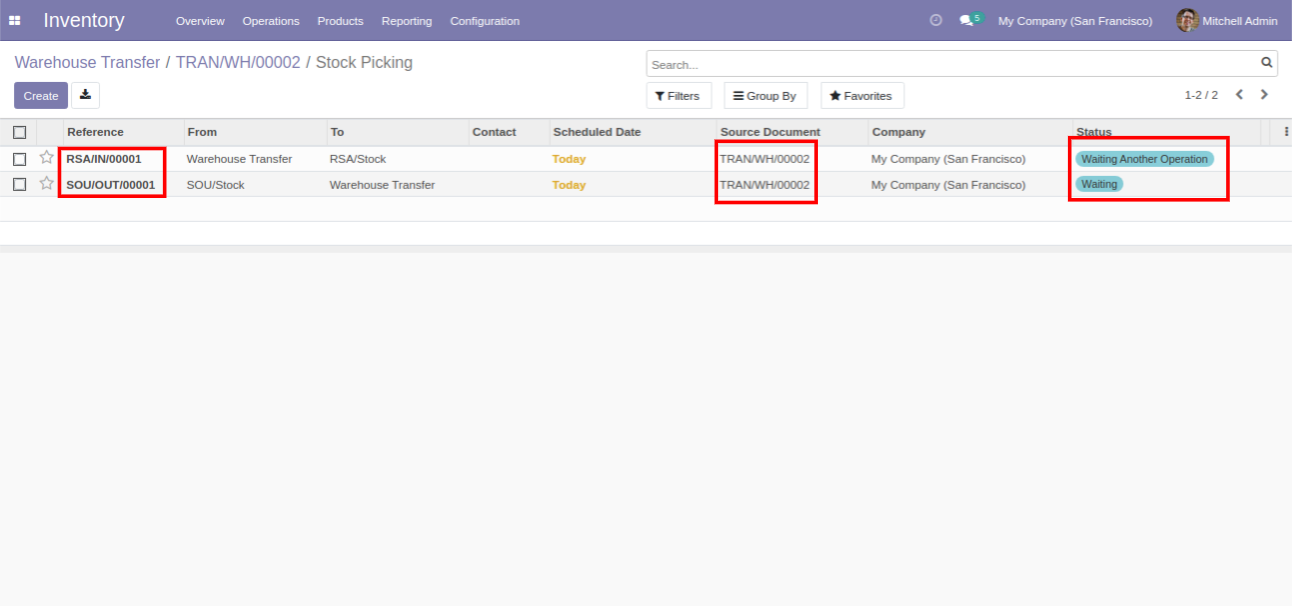 Inventory Overview Operations Products Reporting Configuration 5 My Company (San Francisco) Mitchell Admin
Warehouse Transfer / TRAN/WH/00002 / Stock Picking
Search...
Create
Filters Group By Favorites 1-2 / 2
Reference From To Contact Scheduled Date Source Document Company Status
RSA/IN/00001 Warehouse Transfer RSA/Stock Today TRAN/WH/00002 My Company (San Francisco) Waiting Another Operation
SOU/OUT/00001 SOU/Stock Warehouse Transfer Today TRAN/WH/00002 My Company (San Francisco) Waiting